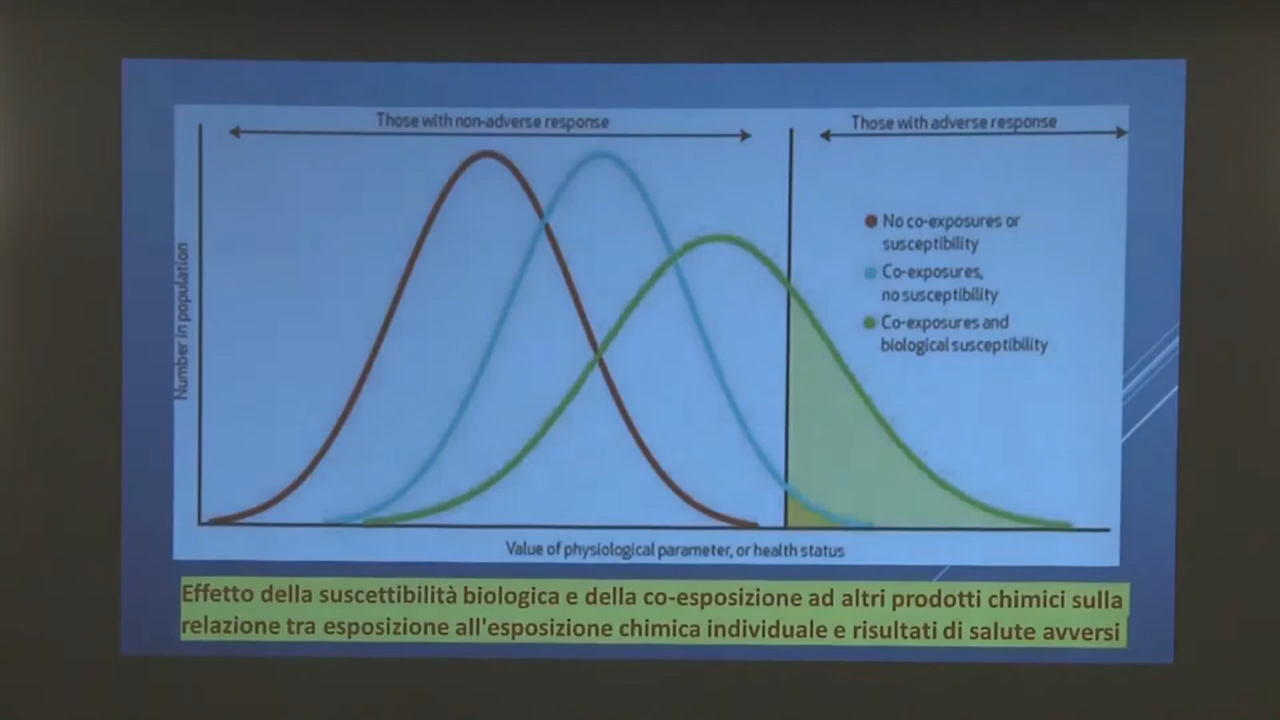 Those with non-adverse response
Those with adverse response
No co-exposures or
susceptibility
Co-exposures,
no susceptibility
Co-exposures and
biological susceptibility
Number in population
Value of physiological parameter, or health status
Effetto della suscettibilità biologica e della co-esposizione ad altri prodotti chimici sulla
relazione tra esposizione all'esposizione chimica individuale e risultati di salute avversi